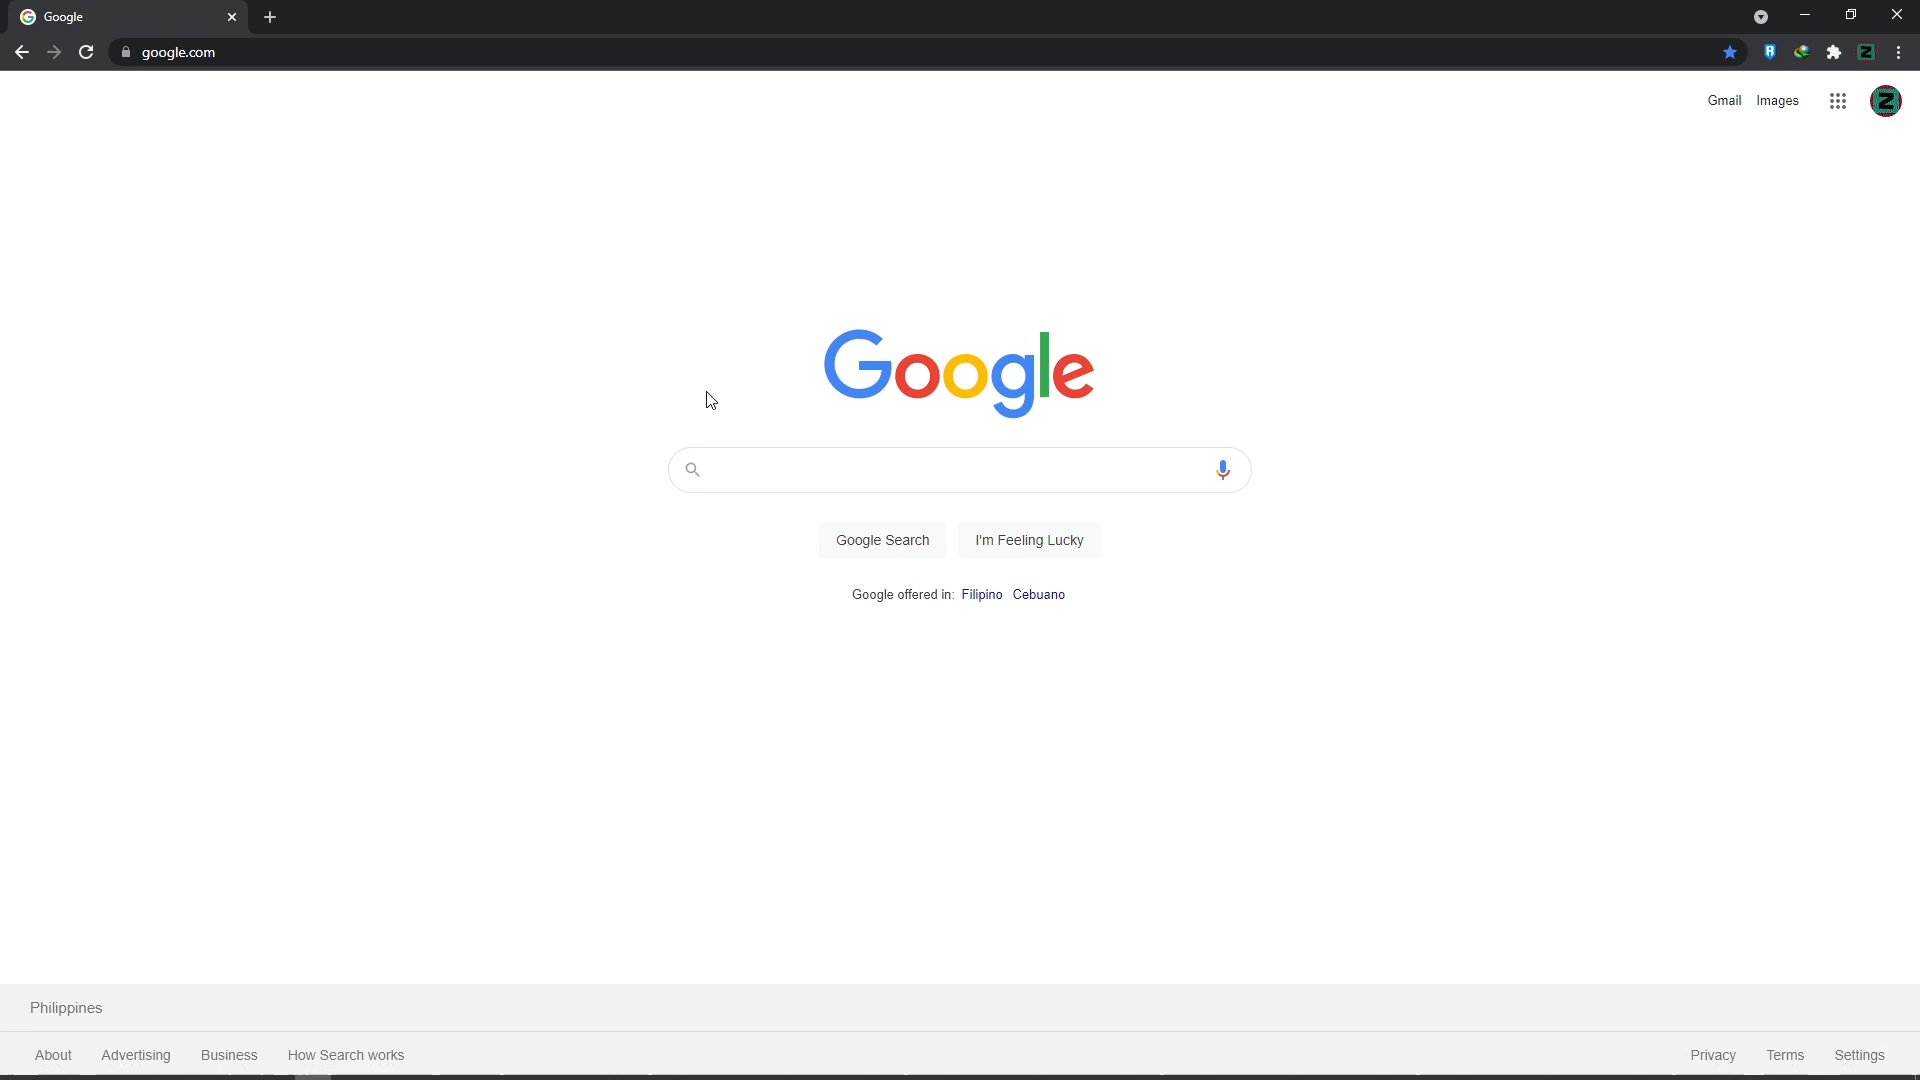 Google
google.com
Gmail Images
Google
Google Search I'm Feeling Lucky
Google offered in: Filipino Cebuano
Philippines
About Advertising Business How Search works Privacy Terms Settings